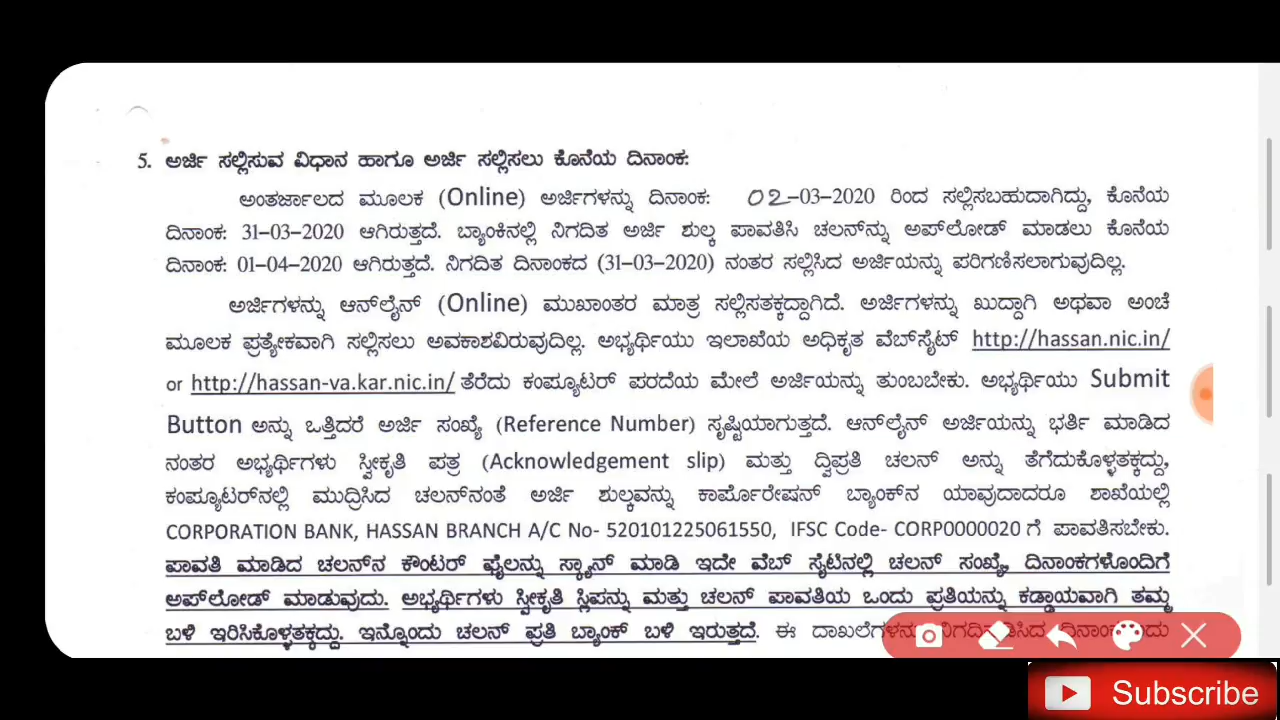 5. ಅರ್ಜಿ ಸಲ್ಲಿಸುವ ವಿಧಾನ ಹಾಗೂ ಅರ್ಜಿ ಸಲ್ಲಿಸಲು ಕೊನೆಯ ದಿನಾಂಕ:
ಅಂತರ್ಜಾಲದ ಮೂಲಕ (Online) ಅರ್ಜಿಗಳನ್ನು ದಿನಾಂಕ: 02-03-2020 ರಿಂದ ಸಲ್ಲಿಸಬಹುದಾಗಿದ್ದು, ಕೊನೆಯ
ದಿನಾಂಕ: 31-03-2020 ಆಗಿರುತ್ತದೆ. ಬ್ಯಾಂಕಿನಲ್ಲಿ ನಿಗದಿತ ಅರ್ಜಿ ಶುಲ್ಕ ಪಾವತಿಸಿ ಚಲನ್‌ನ್ನು ಅಪ್‌ಲೋಡ್ ಮಾಡಲು ಕೊನೆಯ
ದಿನಾಂಕ: 01-04-2020 ಆಗಿರುತ್ತದೆ. ನಿಗದಿತ ದಿನಾಂಕದ (31-03-2020) ನಂತರ ಸಲ್ಲಿಸಿದ ಅರ್ಜಿಯನ್ನು ಪರಿಗಣಿಸಲಾಗುವುದಿಲ್ಲ.
ಅರ್ಜಿಗಳನ್ನು ಆನ್‌ಲೈನ್ (Online) ಮುಖಾಂತರ ಮಾತ್ರ ಸಲ್ಲಿಸತಕ್ಕದ್ದಾಗಿದೆ. ಅರ್ಜಿಗಳನ್ನು ಖುದ್ದಾಗಿ ಅಥವಾ ಅಂಚೆ
ಮೂಲಕ ಪ್ರತ್ಯೇಕವಾಗಿ ಸಲ್ಲಿಸಲು ಅವಕಾಶವಿರುವುದಿಲ್ಲ. ಅಭ್ಯರ್ಥಿಯು ಇಲಾಖೆಯ ಅಧಿಕೃತ ವೆಬ್‌ಸೈಟ್ http://hassan.nic.in/
or http://hassan-va.kar.nic.in/ ತೆರೆದು ಕಂಪ್ಯೂಟರ್ ಪರದೆಯ ಮೇಲೆ ಅರ್ಜಿಯನ್ನು ತುಂಬಬೇಕು. ಅಭ್ಯರ್ಥಿಯು Submit
Button ಅನ್ನು ಒತ್ತಿದರೆ ಅರ್ಜಿ ಸಂಖ್ಯೆ (Reference Number) ಸೃಷ್ಟಿಯಾಗುತ್ತದೆ. ಆನ್‌ಲೈನ್ ಅರ್ಜಿಯನ್ನು ಭರ್ತಿ ಮಾಡಿದ
ನಂತರ ಅಭ್ಯರ್ಥಿಗಳು ಸ್ವೀಕೃತಿ ಪತ್ರ (Acknowledgement slip) ಮತ್ತು ದ್ವಿಪ್ರತಿ ಚಲನ್ ಅನ್ನು ತೆಗೆದುಕೊಳ್ಳತಕ್ಕದ್ದು,
ಕಂಪ್ಯೂಟರ್‌ನಲ್ಲಿ ಮುದ್ರಿಸಿದ ಚಲನ್‌ನಂತೆ ಅರ್ಜಿ ಶುಲ್ಕವನ್ನು ಕಾರ್ಪೊರೇಷನ್ ಬ್ಯಾಂಕ್‌ನ ಯಾವುದಾದರೂ ಶಾಖೆಯಲ್ಲಿ
CORPORATION BANK, HASSAN BRANCH A/C No- 520101225061550, IFSC Code- CORP0000020 ಗೆ ಪಾವತಿಸಬೇಕು.
ಪಾವತಿ ಮಾಡಿದ ಚಲನ್‌ನ ಕೌಂಟರ್ ಫೈಲನ್ನು ಸ್ಕ್ಯಾನ್ ಮಾಡಿ ಇದೇ ವೆಬ್ ಸೈಟಿನಲ್ಲಿ ಚಲನ್ ಸಂಖ್ಯೆ, ದಿನಾಂಕಗಳೊಂದಿಗೆ
ಅಪ್‌ಲೋಡ್ ಮಾಡುವುದು. ಅಭ್ಯರ್ಥಿಗಳು ಸ್ವೀಕೃತಿ ಸ್ಲಿಪನ್ನು ಮತ್ತು ಚಲನ್ ಪಾವತಿಯ ಒಂದು ಪ್ರತಿಯನ್ನು ಕಡ್ಡಾಯವಾಗಿ ತಮ್ಮ
ಬಳಿ ಇರಿಸಿಕೊಳ್ಳತಕ್ಕದ್ದು. ಇನ್ನೊಂದು ಚಲನ್ ಪ್ರತಿ ಬ್ಯಾಂಕ್ ಬಳಿ ಇರುತ್ತದೆ. ಈ
Subscribe